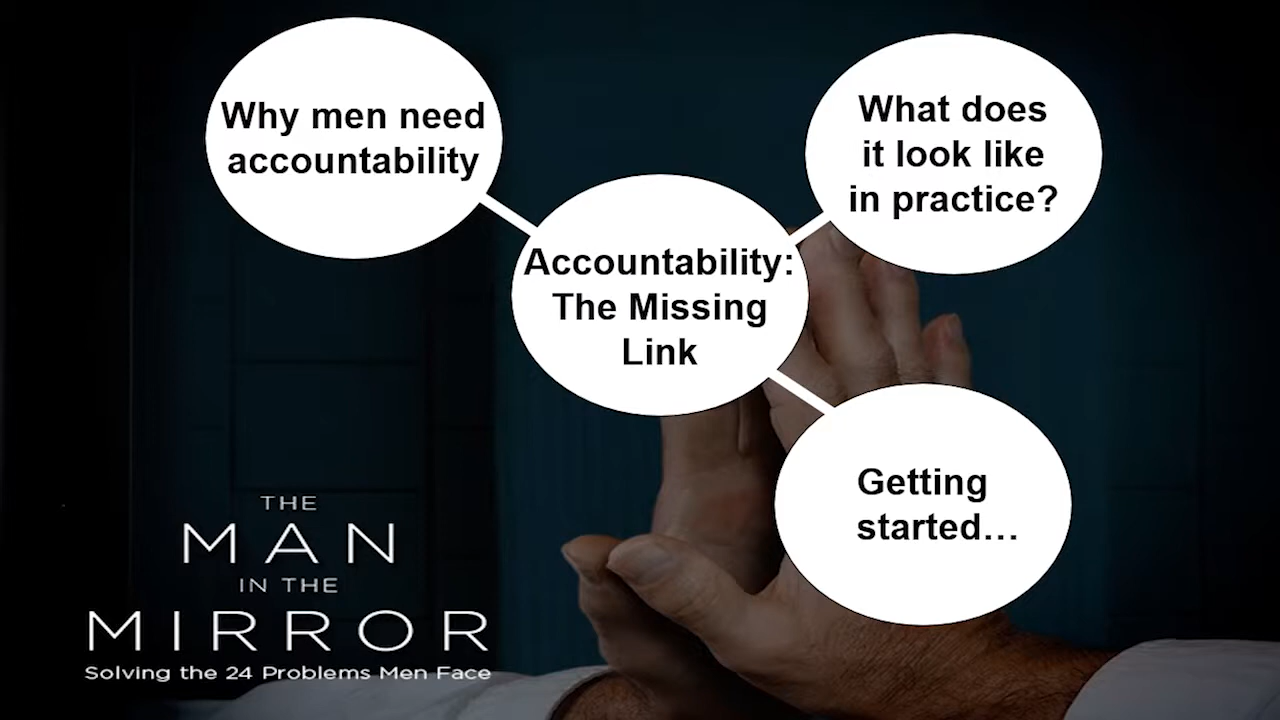 Why men need
accountability
What does
it look like
in practice?
Accountability:
The Missing
Link
Getting
started…
THE
MAN
IN THE
MIRROR
Solving the 24 Problems Men Face